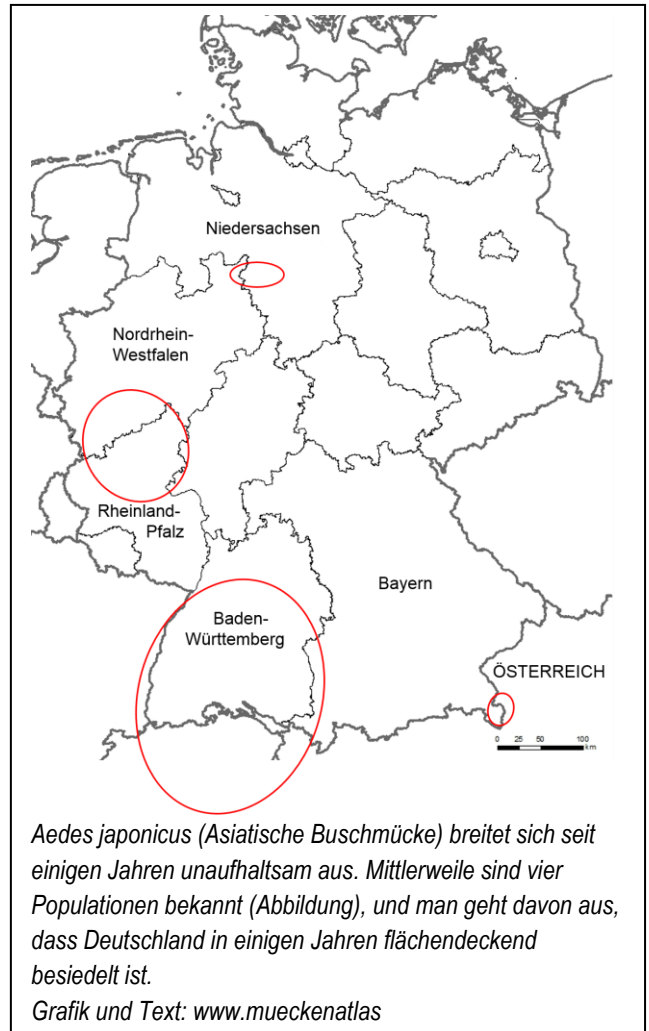 Niedersachsen
Nordrhein-
Westfalen
Rheinland-
Pfalz
Bayern
Baden-
Württemberg
ÖSTERREICH
0 25 50 100
km
Aedes japonicus (Asiatische Buschmücke) breitet sich seit
einigen Jahren unaufhaltsam aus. Mittlerweile sind vier
Populationen bekannt (Abbildung), und man geht davon aus,
dass Deutschland in einigen Jahren flächendeckend
besiedelt ist.
Grafik und Text: www.mueckenatlas